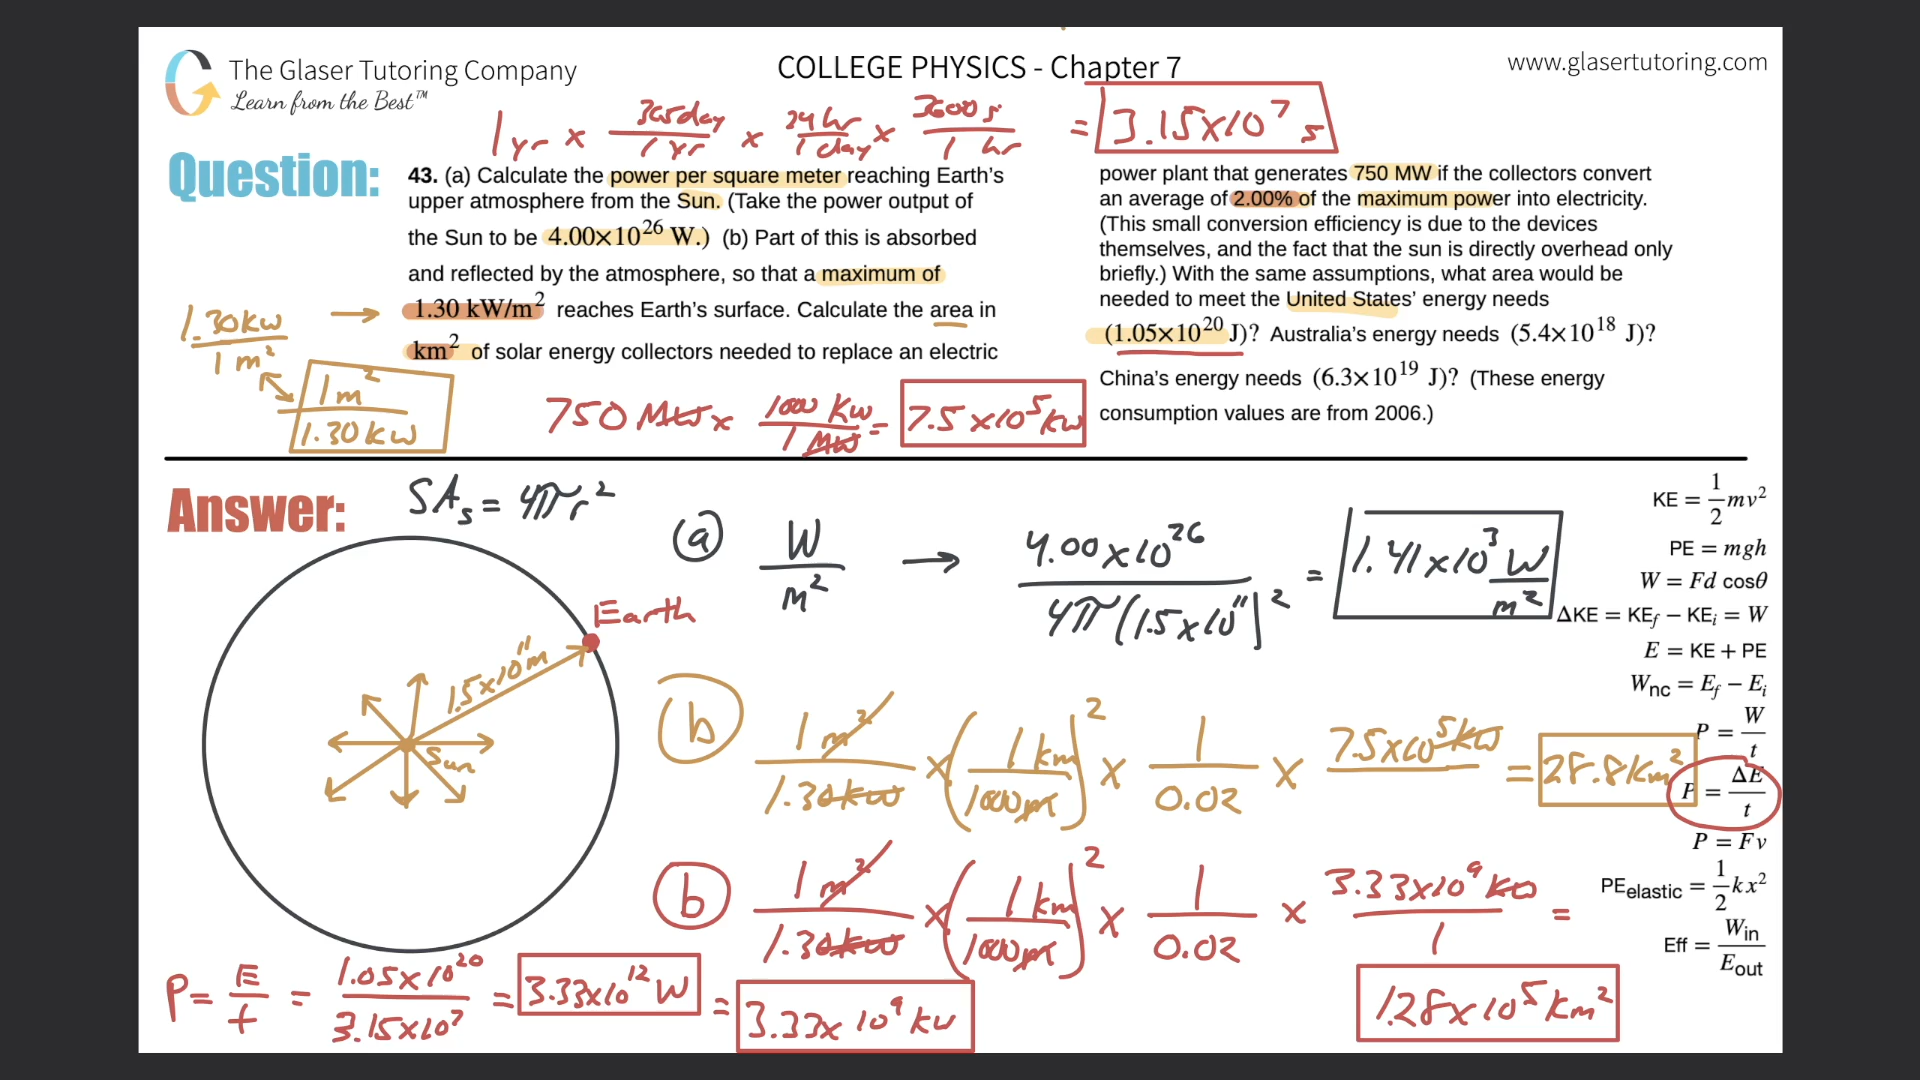 The Glaser Tutoring Company
Learn from the Best™
COLLEGE PHYSICS - Chapter 7
www.glasertutoring.com
1 yr × 365 day / 1 yr × 24 hr / 1 day × 3600 s / 1 hr = 3.15×10⁷ s
Question:
43. (a) Calculate the power per square meter reaching Earth's
upper atmosphere from the Sun. (Take the power output of
the Sun to be 4.00×10²⁶ W.) (b) Part of this is absorbed
and reflected by the atmosphere, so that a maximum of
1.30 kW/m² reaches Earth's surface. Calculate the area in
km² of solar energy collectors needed to replace an electric
power plant that generates 750 MW if the collectors convert
an average of 2.00% of the maximum power into electricity.
(This small conversion efficiency is due to the devices
themselves, and the fact that the sun is directly overhead only
briefly.) With the same assumptions, what area would be
needed to meet the United States' energy needs
(1.05×10²⁰ J)? Australia's energy needs (5.4×10¹⁸ J)?
China's energy needs (6.3×10¹⁹ J)? (These energy
consumption values are from 2006.)
1.30 kW / 1 m² →
1 m² / 1.30 kW
750 MW × 1000 kW / 1 MW = 7.5×10⁵ kW
Answer:
SAₛ = 4πr²
Earth
1.5×10¹¹ m
Sun
(a) W / m² → 4.00×10²⁶ / 4π(1.5×10¹¹)² = 1.41×10³ W / m²
(b) 1 m² / 1.30 kW × (1 km / 1000 m)² × 1 / 0.02 × 7.5×10⁵ kW = 28.8 km²
(b) 1 m² / 1.30 kW × (1 km / 1000 m)² × 1 / 0.02 × 3.33×10⁹ kW / 1 =
1.28×10⁵ km²
P = E / t = 1.05×10²⁰ / 3.15×10⁷ = 3.33×10¹² W = 3.33×10⁹ kW
KE = 1/2 mv²
PE = mgh
W = Fd cosθ
ΔKE = KE_f − KE_i = W
E = KE + PE
W_nc = E_f − E_i
P = W / t
P = ΔE / t
P = Fv
PE_elastic = 1/2 kx²
Eff = W_in / E_out